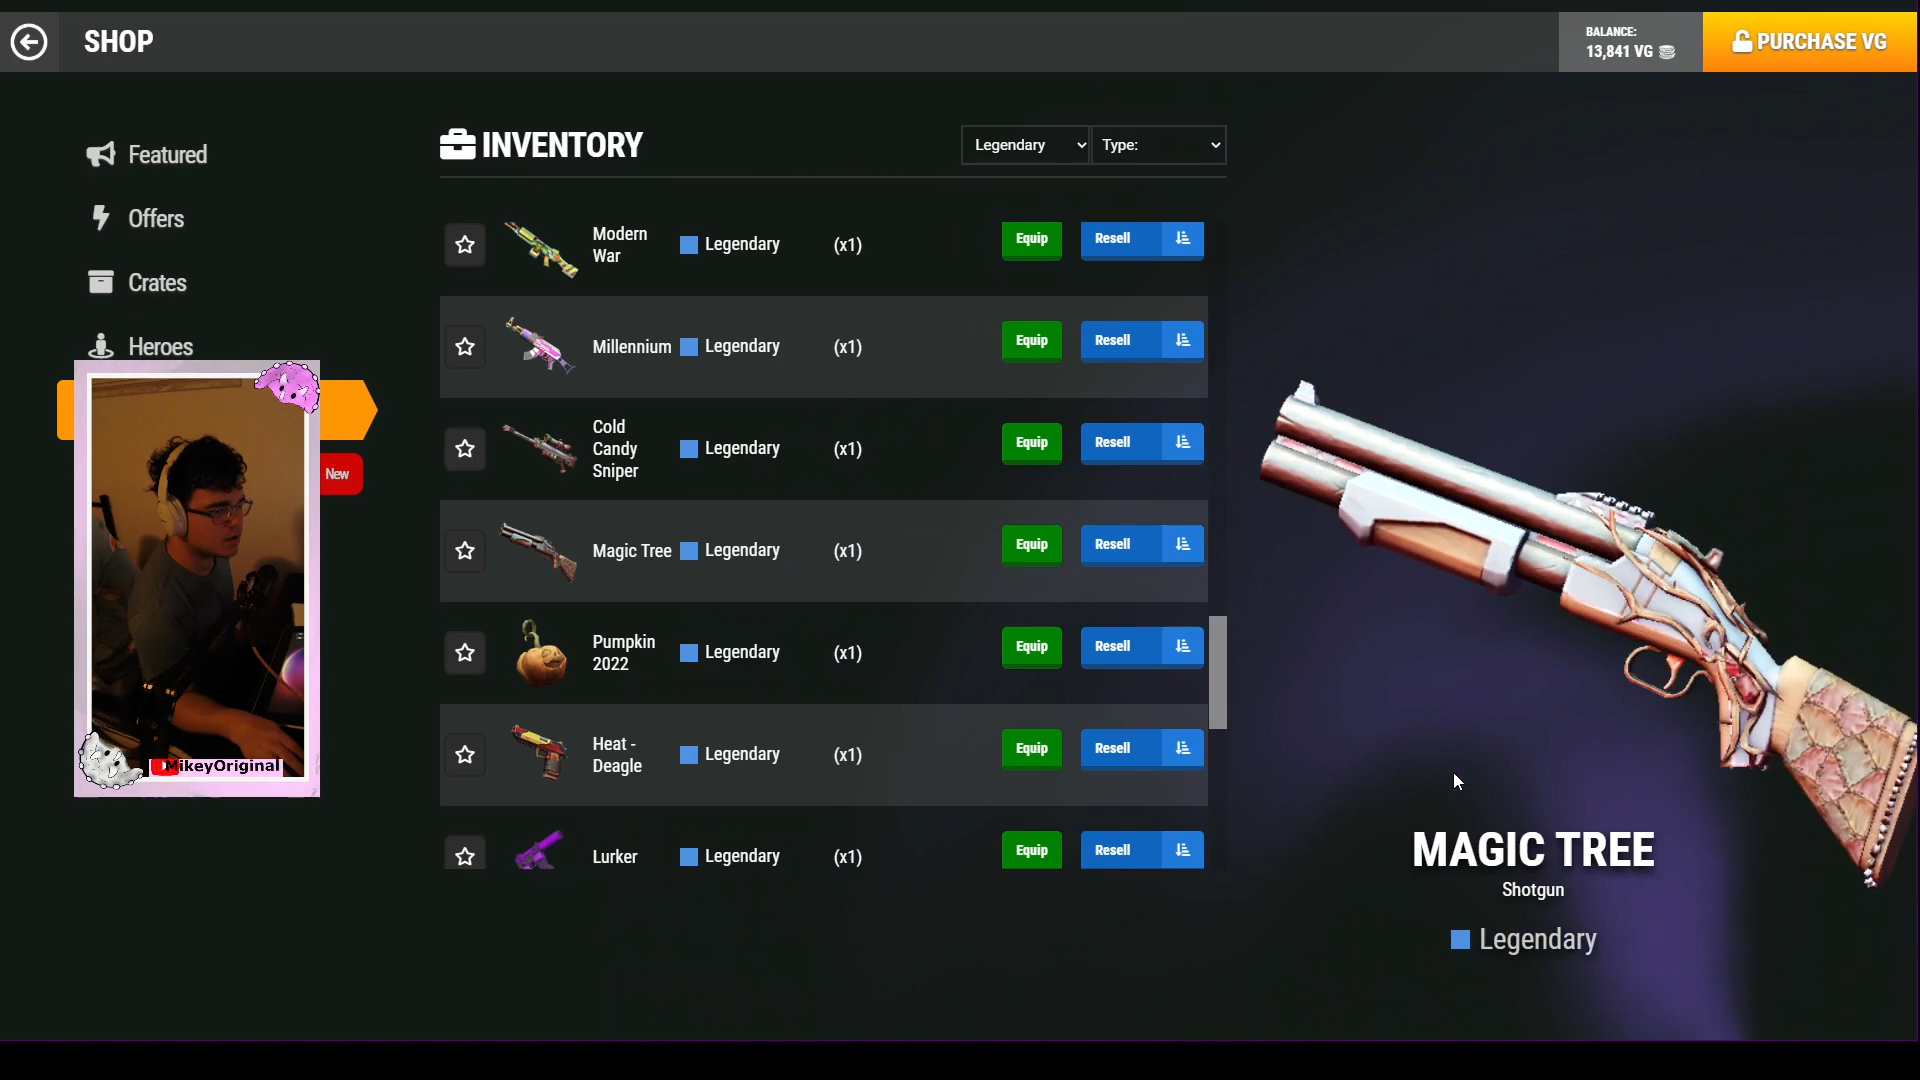 SHOP
BALANCE:
13,841 VG
PURCHASE VG
Featured
Offers
Crates
Heroes
New
MikeyOriginal
INVENTORY
Legendary
Type:
Modern
War
Legendary
(x1)
Equip
Resell
Millennium
Legendary
(x1)
Equip
Resell
Cold
Candy
Sniper
Legendary
(x1)
Equip
Resell
Magic Tree
Legendary
(x1)
Equip
Resell
Pumpkin
2022
Legendary
(x1)
Equip
Resell
Heat -
Deagle
Legendary
(x1)
Equip
Resell
Lurker
Legendary
(x1)
Equip
Resell
MAGIC TREE
Shotgun
Legendary